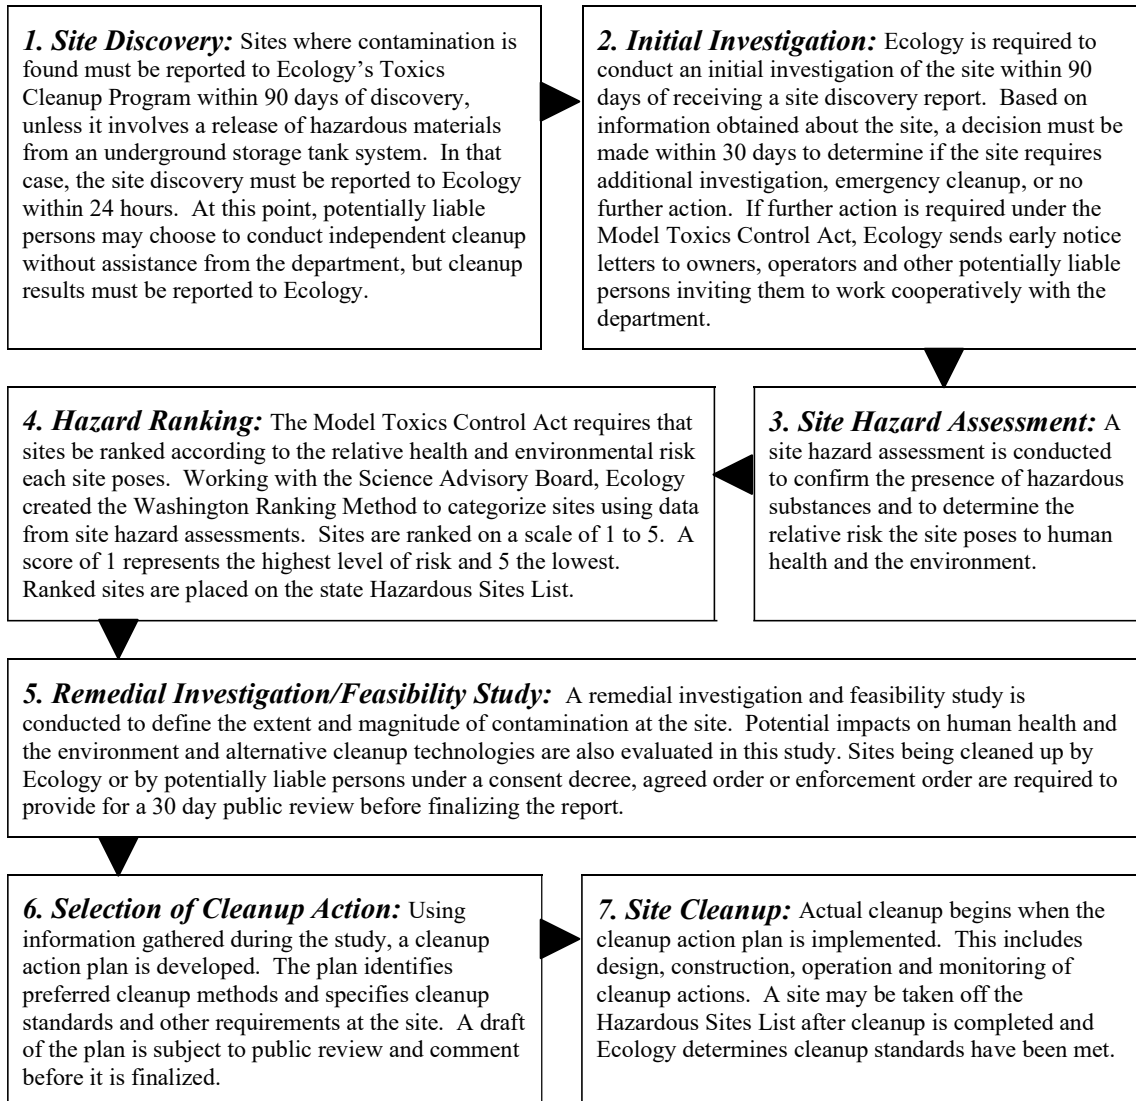 1. Site Discovery: Sites where contamination is
found must be reported to Ecology's Toxics
Cleanup Program within 90 days of discovery,
unless it involves a release of hazardous materials
from an underground storage tank system. In that
case, the site discovery must be reported to Ecology
within 24 hours. At this point, potentially liable
persons may choose to conduct independent cleanup
without assistance from the department, but cleanup
results must be reported to Ecology.
2. Initial Investigation: Ecology is required to
conduct an initial investigation of the site within 90
days of receiving a site discovery report. Based on
information obtained about the site, a decision must be
made within 30 days to determine if the site requires
additional investigation, emergency cleanup, or no
further action. If further action is required under the
Model Toxics Control Act, Ecology sends early notice
letters to owners, operators and other potentially liable
persons inviting them to work cooperatively with the
department.
3. Site Hazard Assessment: A
site hazard assessment is conducted
to confirm the presence of hazardous
substances and to determine the
relative risk the site poses to human
health and the environment.
4. Hazard Ranking: The Model Toxics Control Act requires that
sites be ranked according to the relative health and environmental risk
each site poses. Working with the Science Advisory Board, Ecology
created the Washington Ranking Method to categorize sites using data
from site hazard assessments. Sites are ranked on a scale of 1 to 5. A
score of 1 represents the highest level of risk and 5 the lowest.
Ranked sites are placed on the state Hazardous Sites List.
5. Remedial Investigation/Feasibility Study: A remedial investigation and feasibility study is
conducted to define the extent and magnitude of contamination at the site. Potential impacts on human health and
the environment and alternative cleanup technologies are also evaluated in this study. Sites being cleaned up by
Ecology or by potentially liable persons under a consent decree, agreed order or enforcement order are required to
provide for a 30 day public review before finalizing the report.
6. Selection of Cleanup Action: Using
information gathered during the study, a cleanup
action plan is developed. The plan identifies
preferred cleanup methods and specifies cleanup
standards and other requirements at the site. A draft
of the plan is subject to public review and comment
before it is finalized.
7. Site Cleanup: Actual cleanup begins when the
cleanup action plan is implemented. This includes
design, construction, operation and monitoring of
cleanup actions. A site may be taken off the
Hazardous Sites List after cleanup is completed and
Ecology determines cleanup standards have been met.